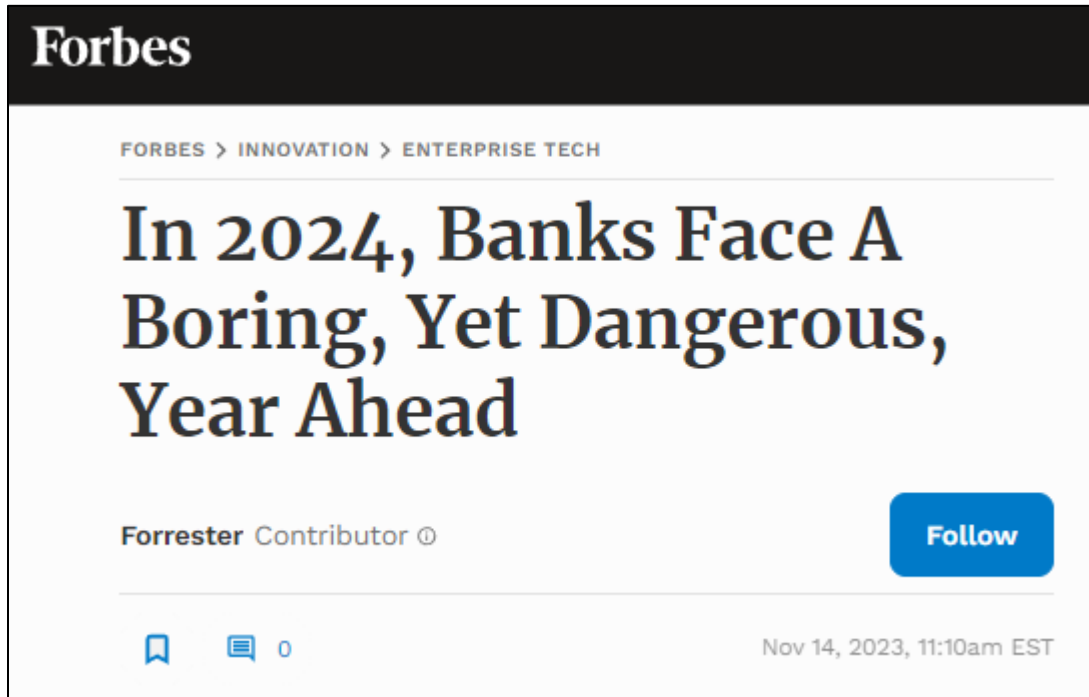 Forbes
FORBES > INNOVATION > ENTERPRISE TECH
In 2024, Banks Face A
Boring, Yet Dangerous,
Year Ahead
Forrester Contributor ⓘ
Follow
0
Nov 14, 2023, 11:10am EST